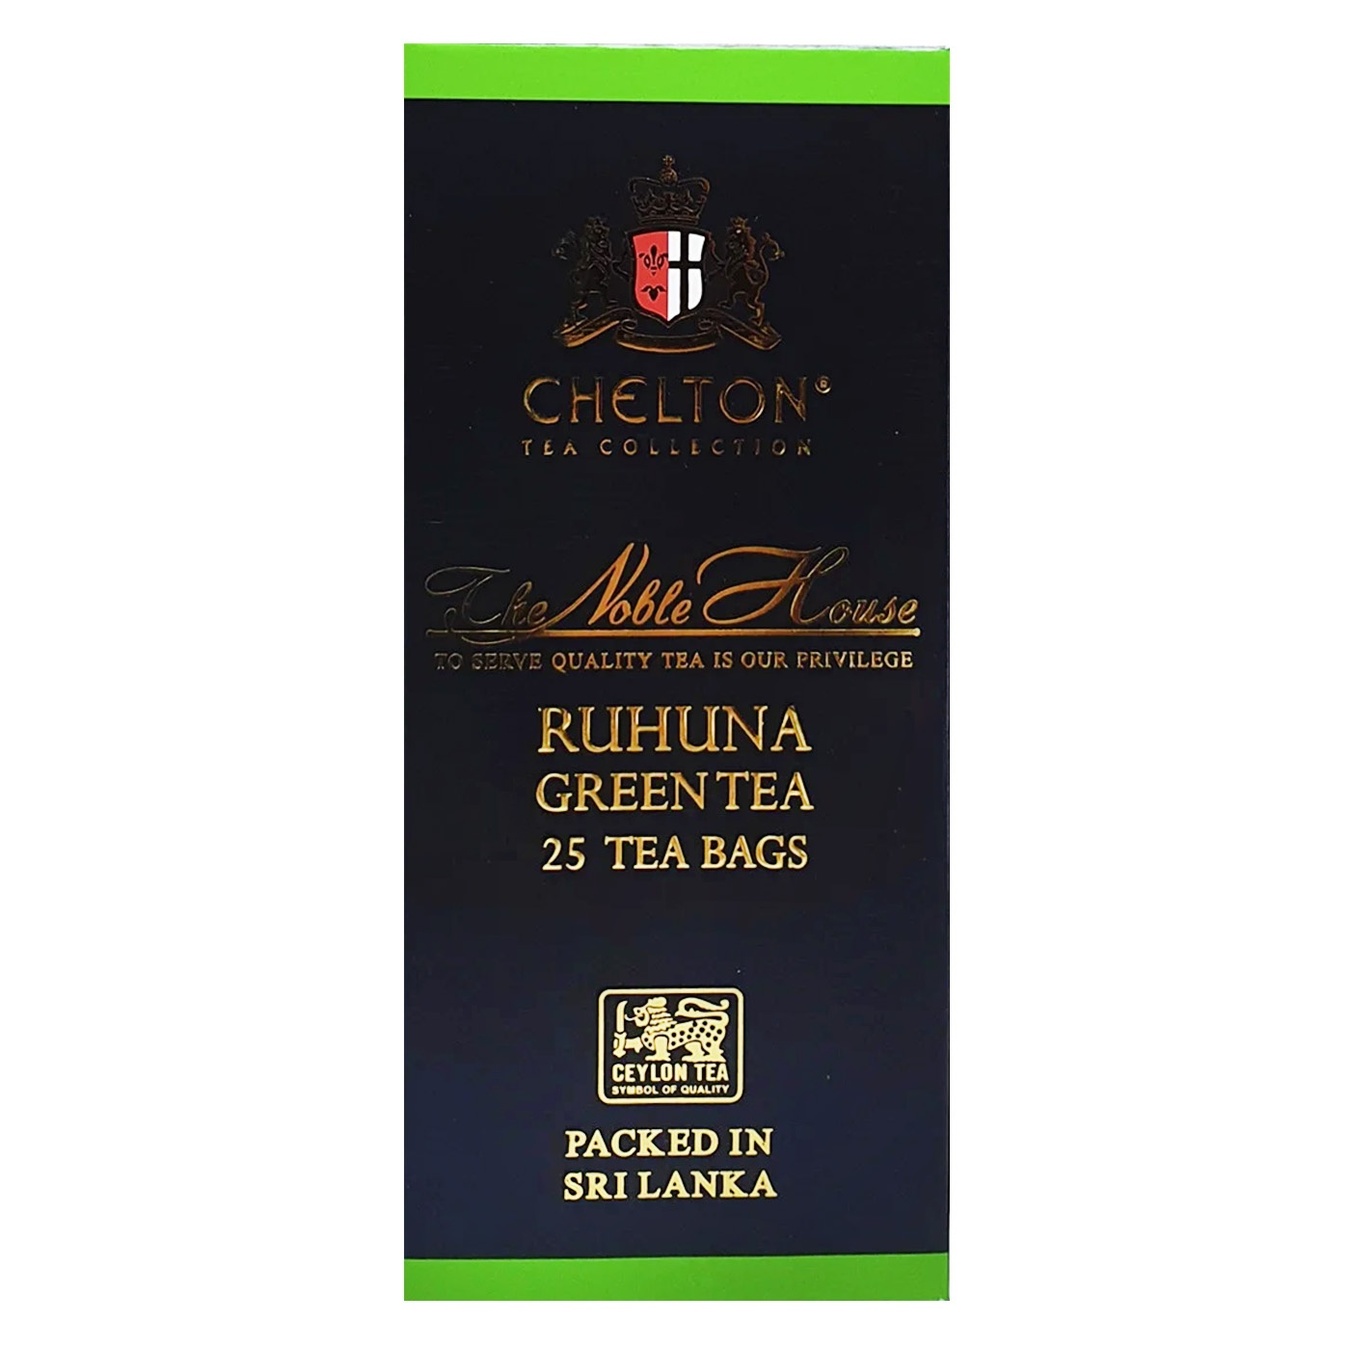 CHELTON®
TEA COLLECTION
The Noble House
TO SERVE QUALITY TEA IS OUR PRIVILEGE
RUHUNA
GREEN TEA
25 TEA BAGS
CEYLON TEA
SYMBOL OF QUALITY
PACKED IN
SRI LANKA